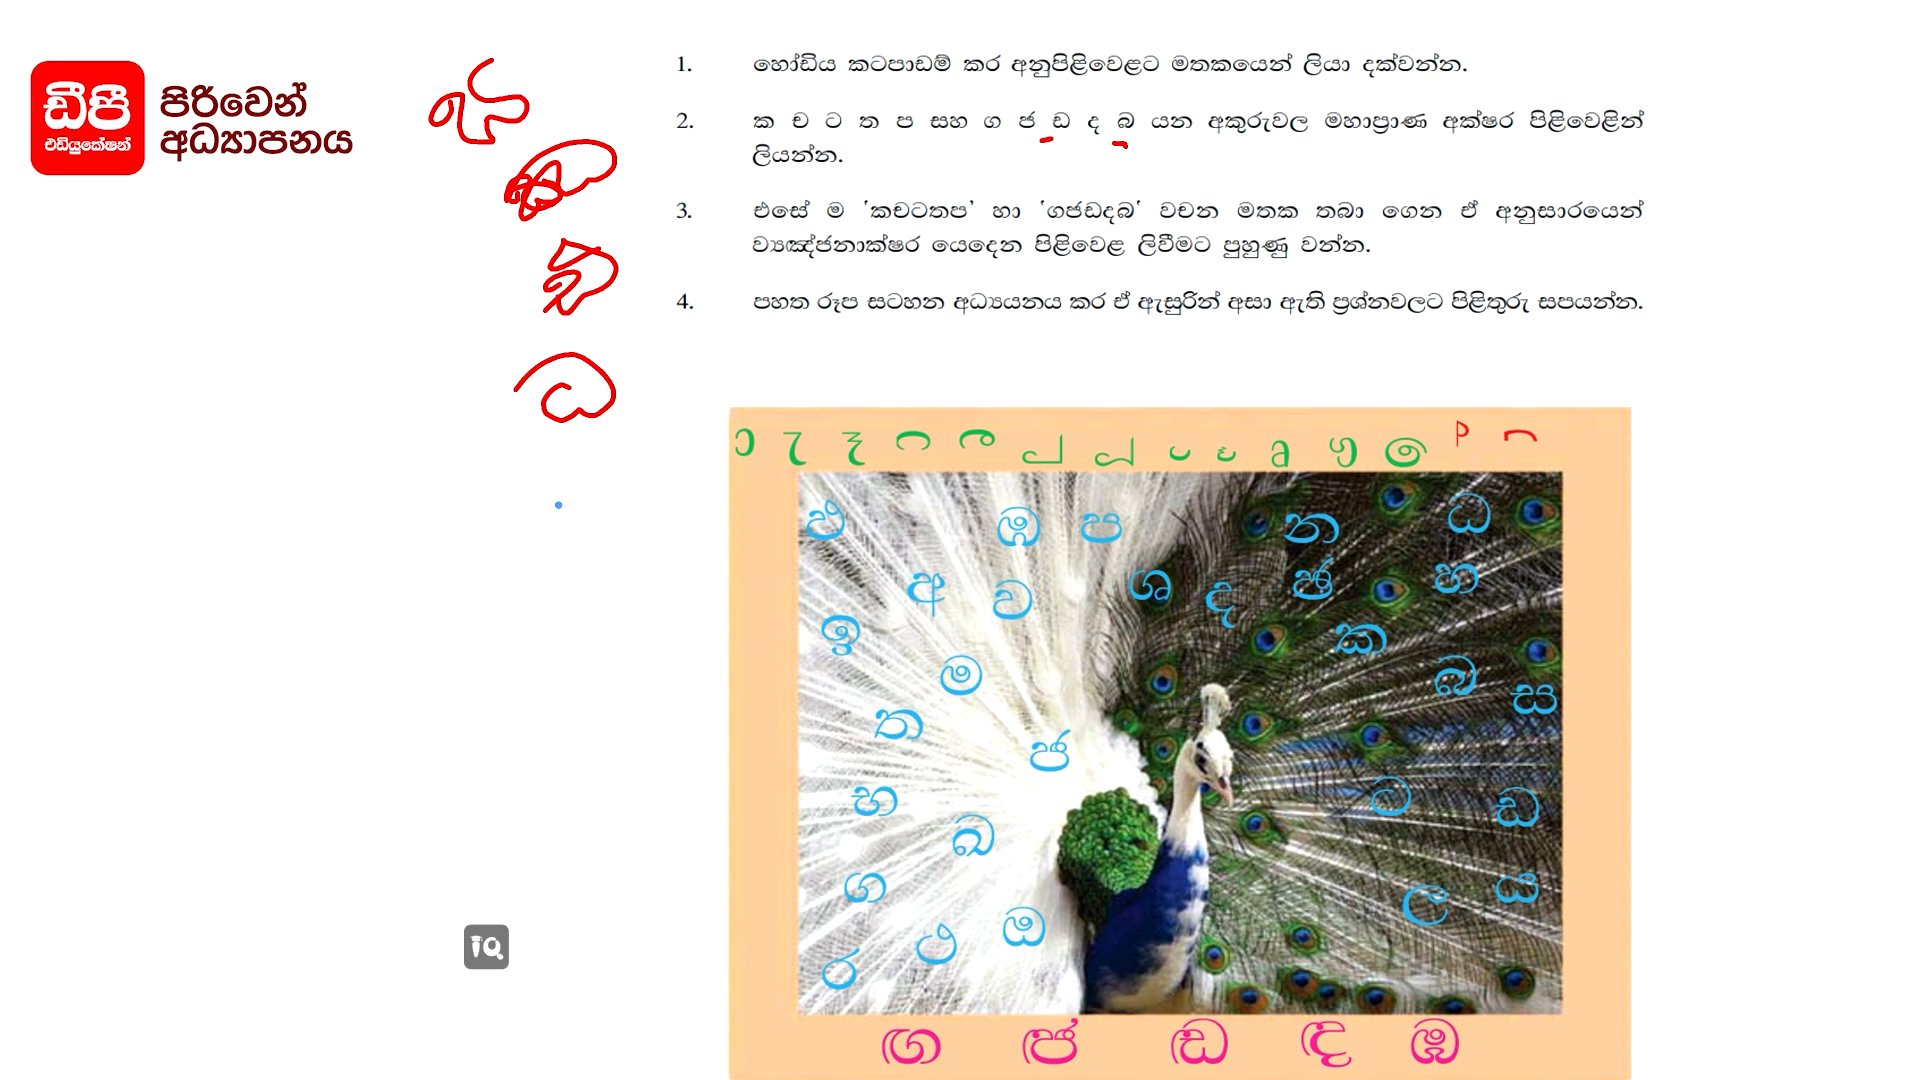 ඩීපී
එඩියුකේෂන්
පිරිවෙන්
අධ්‍යාපනය
1. හෝඩිය කටපාඩම් කර අනුපිළිවෙළට මතකයෙන් ලියා දක්වන්න.
2. ක ච ට ත ප සහ ග ජ ඩ ද බ යන අකුරුවල මහාප්‍රාණ අක්ෂර පිළිවෙළින්
ලියන්න.
3. එසේ ම ‘කචටතප’ හා ‘ගජඩදබ‘ වචන මතක තබා ගෙන ඒ අනුසාරයෙන්
ව්‍යඤ්ජනාක්ෂර යෙදෙන පිළිවෙළ ලිවීමට පුහුණු වන්න.
4. පහත රූප සටහන අධ්‍යයනය කර ඒ ඇසුරින් අසා ඇති ප්‍රශ්නවලට පිළිතුරු සපයන්න.
ා ැ ෑ ි ී ු ූ ෘ ෟ
ඵ ඹ ප න ධ
අ ව ශ ද ඡ හ
ඉ ක
ම බ ස
ත
ජ
භ ට ඩ
ඛ
ග ල ය
ථ ඔ
ර
ඟ ඦ ඬ ඳ ඹ
iQ